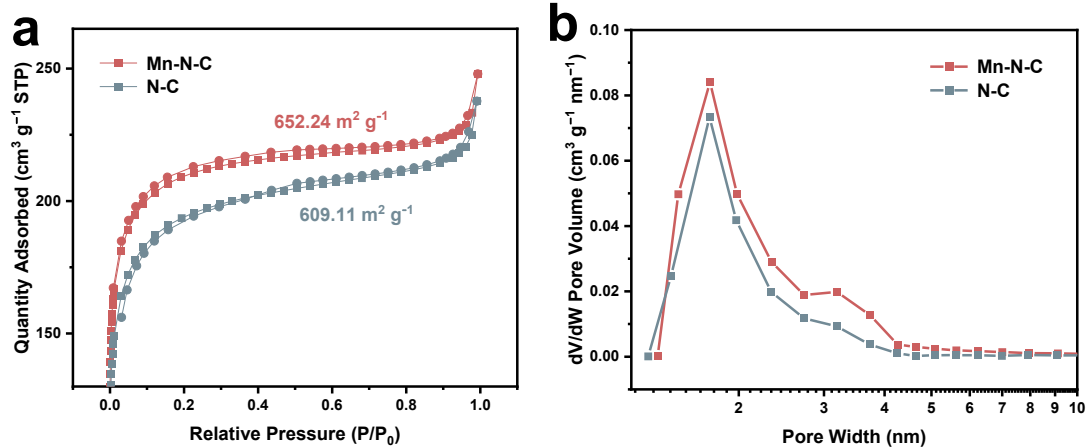 a
Mn-N-C
N-C
652.24 m² g⁻¹
609.11 m² g⁻¹
Quantity Adsorbed (cm³ g⁻¹ STP)
250
200
150
0.0 0.2 0.4 0.6 0.8 1.0
Relative Pressure (P/P₀)
b
Mn-N-C
N-C
dV/dW Pore Volume (cm³ g⁻¹ nm⁻¹)
0.10
0.08
0.06
0.04
0.02
0.00
2 3 4 5 6 7 8 9 10
Pore Width (nm)